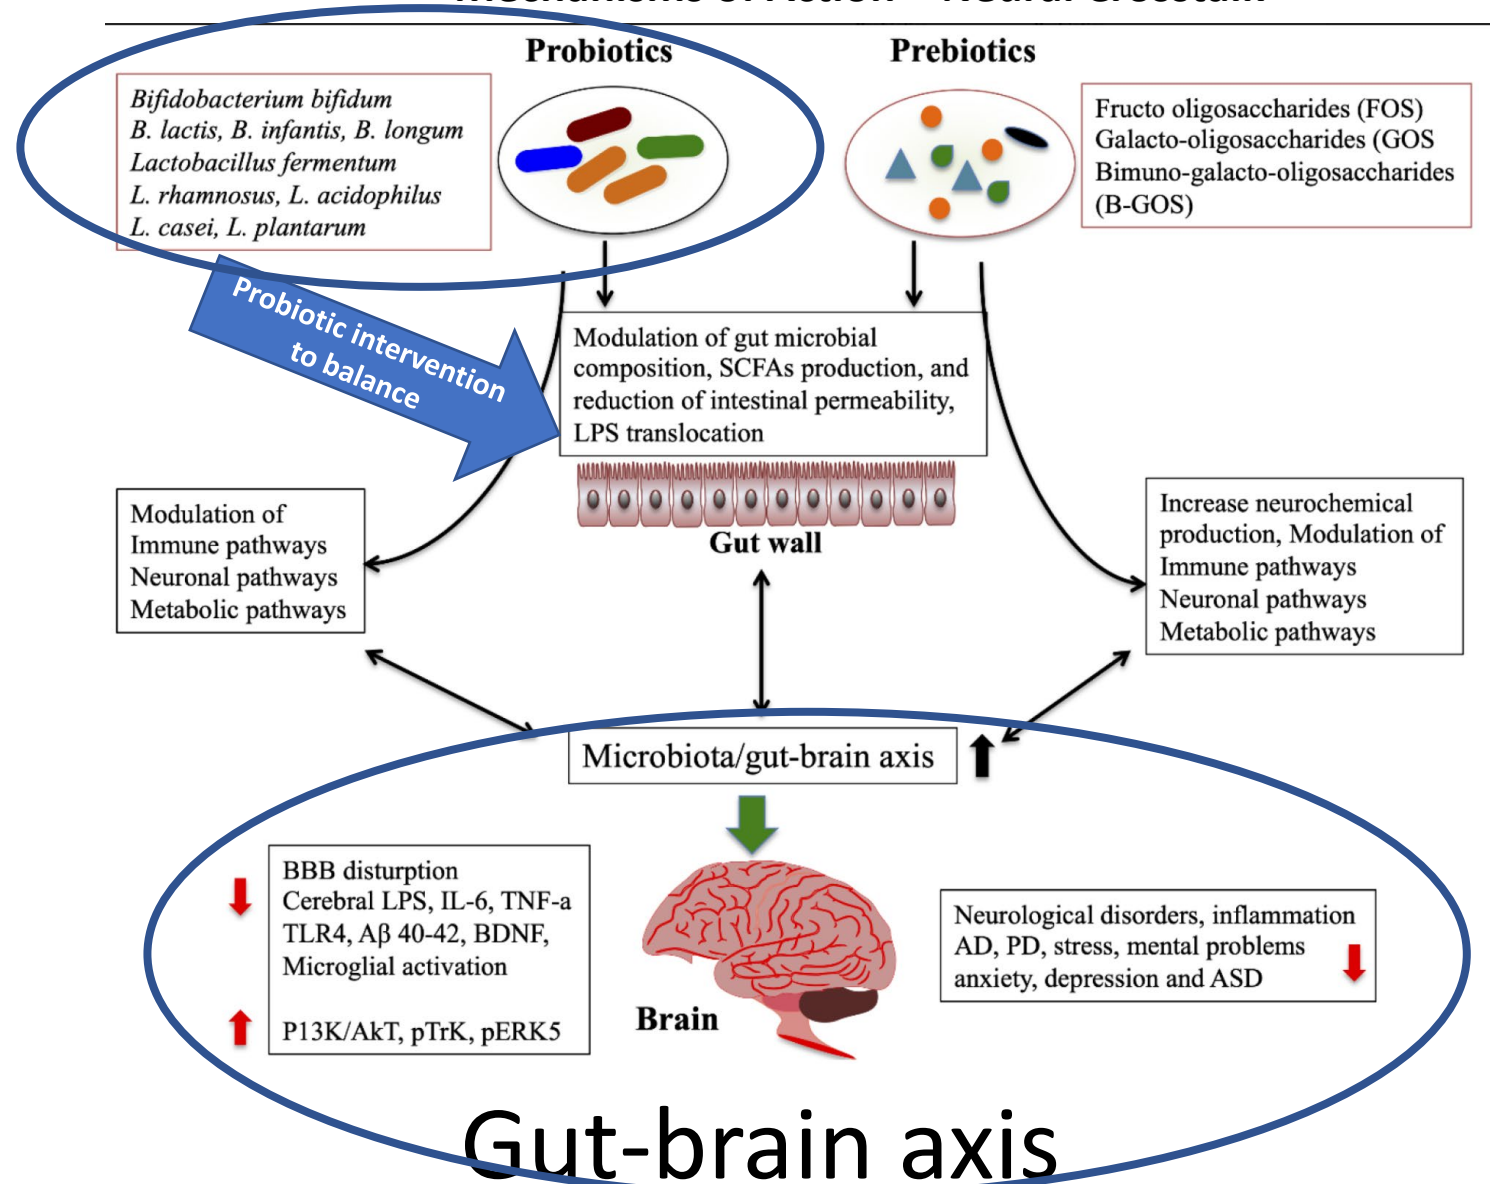 Mechanisms of Action – Neural Crosstalk
Probiotics
Prebiotics
Bifidobacterium bifidum
B. lactis, B. infantis, B. longum
Lactobacillus fermentum
L. rhamnosus, L. acidophilus
L. casei, L. plantarum
Fructo oligosaccharides (FOS)
Galacto-oligosaccharides (GOS
Bimuno-galacto-oligosaccharides
(B-GOS)
Probiotic intervention
to balance
Modulation of gut microbial
composition, SCFAs production, and
reduction of intestinal permeability,
LPS translocation
Gut wall
Modulation of
Immune pathways
Neuronal pathways
Metabolic pathways
Increase neurochemical
production, Modulation of
Immune pathways
Neuronal pathways
Metabolic pathways
Microbiota/gut-brain axis
BBB disturption
Cerebral LPS, IL-6, TNF-a
TLR4, Aβ 40-42, BDNF,
Microglial activation
P13K/AkT, pTrK, pERK5
Brain
Neurological disorders, inflammation
AD, PD, stress, mental problems
anxiety, depression and ASD
Gut-brain axis